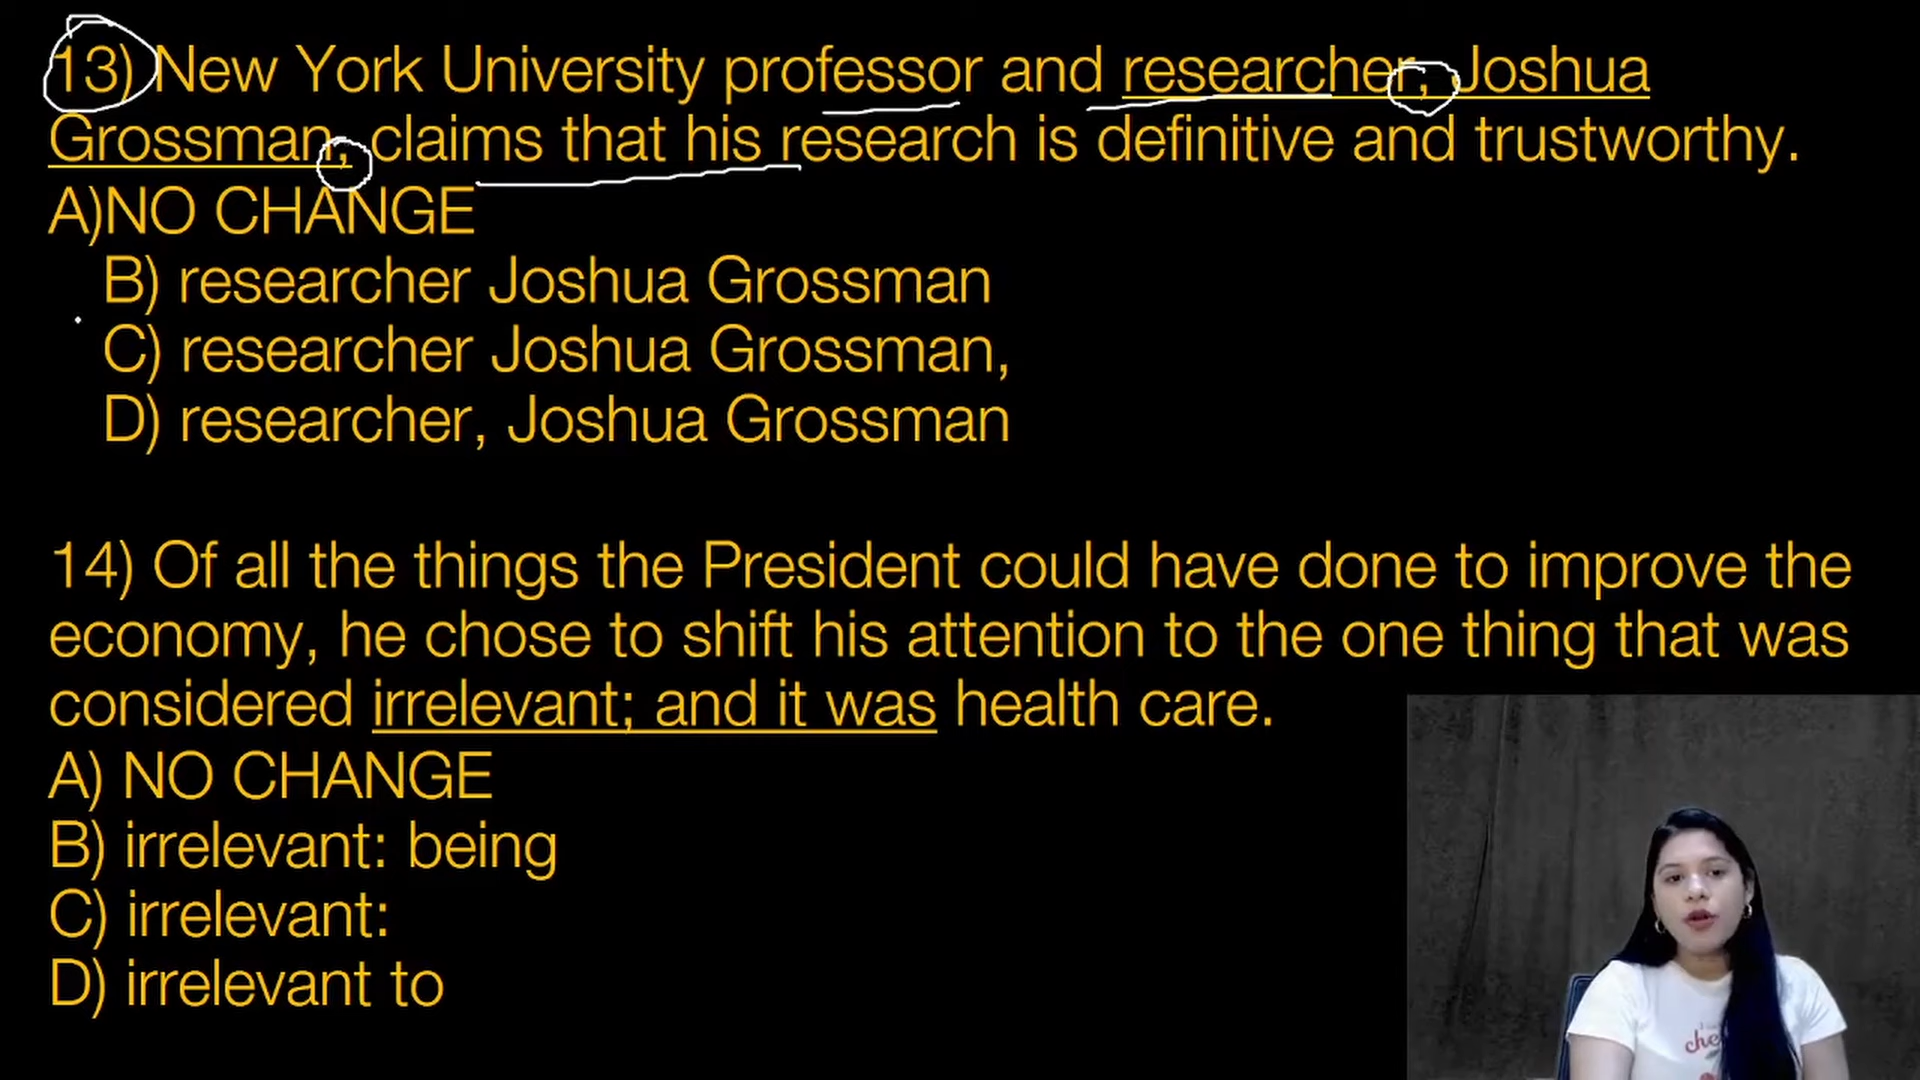 13) New York University professor and researcher, Joshua
Grossman, claims that his research is definitive and trustworthy.
A)NO CHANGE
B) researcher Joshua Grossman
C) researcher Joshua Grossman,
D) researcher, Joshua Grossman
14) Of all the things the President could have done to improve the
economy, he chose to shift his attention to the one thing that was
considered irrelevant; and it was health care.
A) NO CHANGE
B) irrelevant: being
C) irrelevant:
D) irrelevant to